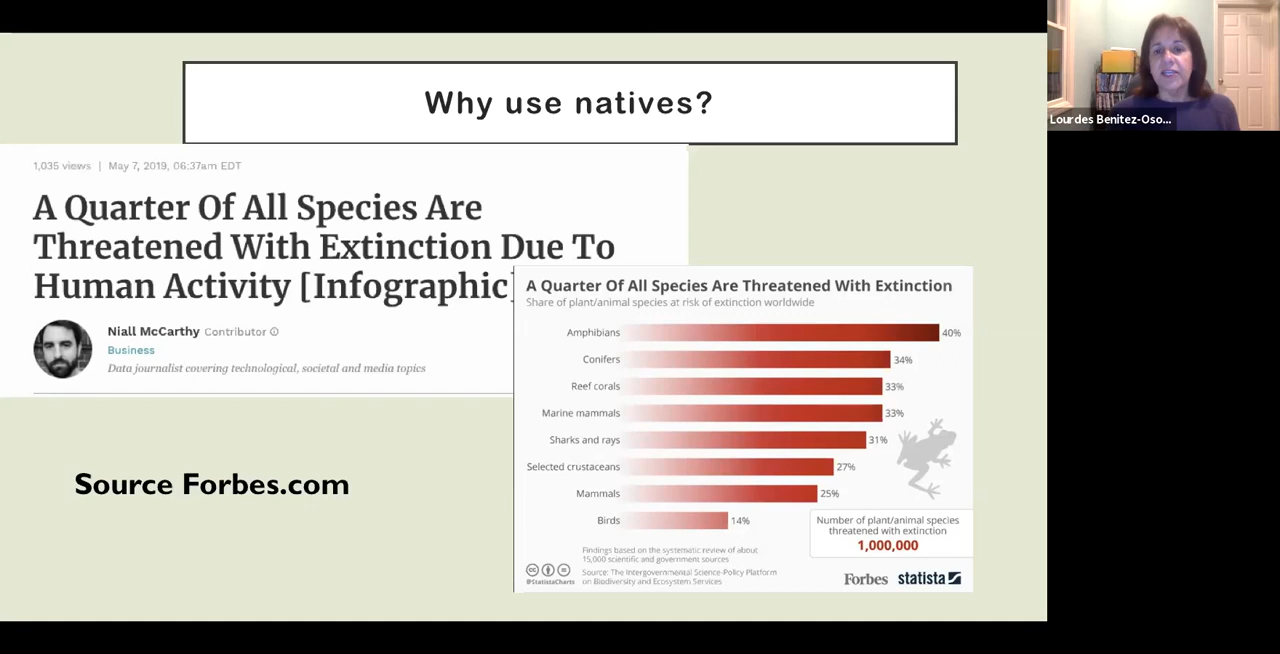 Why use natives?
1,035 views | May 7, 2019, 06:37am EDT
A Quarter Of All Species Are
Threatened With Extinction Due To
Human Activity [Infographic]
Niall McCarthy Contributor
Business
Data journalist covering technological, societal and media topics
Source Forbes.com
A Quarter Of All Species Are Threatened With Extinction
Share of plant/animal species at risk of extinction worldwide
Amphibians 40%
Conifers 34%
Reef corals 33%
Marine mammals 33%
Sharks and rays 31%
Selected crustaceans 27%
Mammals 25%
Birds 14%
Number of plant/animal species
threatened with extinction
1,000,000
Findings based on the systematic review of about
15,000 scientific and government sources
Source: The Intergovernmental Science-Policy Platform
on Biodiversity and Ecosystem Services
@StatistaCharts
Forbes statista
Lourdes Benitez-Oso...